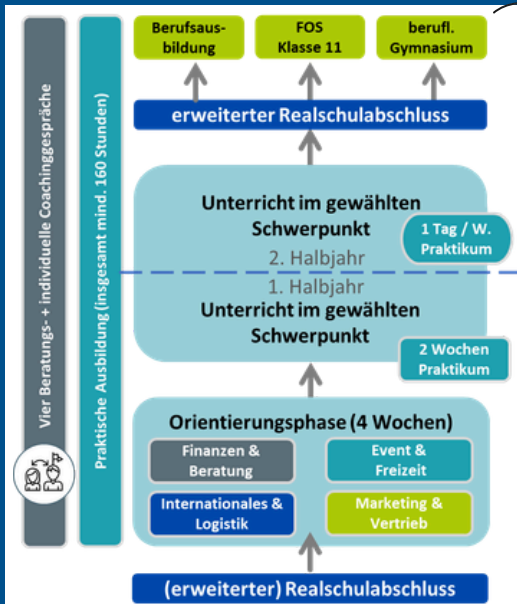 Vier Beratungs- + individuelle Coachinggespräche
Praktische Ausbildung (insgesamt mind. 160 Stunden)
Berufsaus-
bildung
FOS
Klasse 11
berufl.
Gymnasium
erweiterter Realschulabschluss
Unterricht im gewählten
Schwerpunkt
1 Tag / W.
Praktikum
2. Halbjahr
1. Halbjahr
Unterricht im gewählten
Schwerpunkt
2 Wochen
Praktikum
Orientierungsphase (4 Wochen)
Finanzen &
Beratung
Event &
Freizeit
Internationales &
Logistik
Marketing &
Vertrieb
(erweiterter) Realschulabschluss